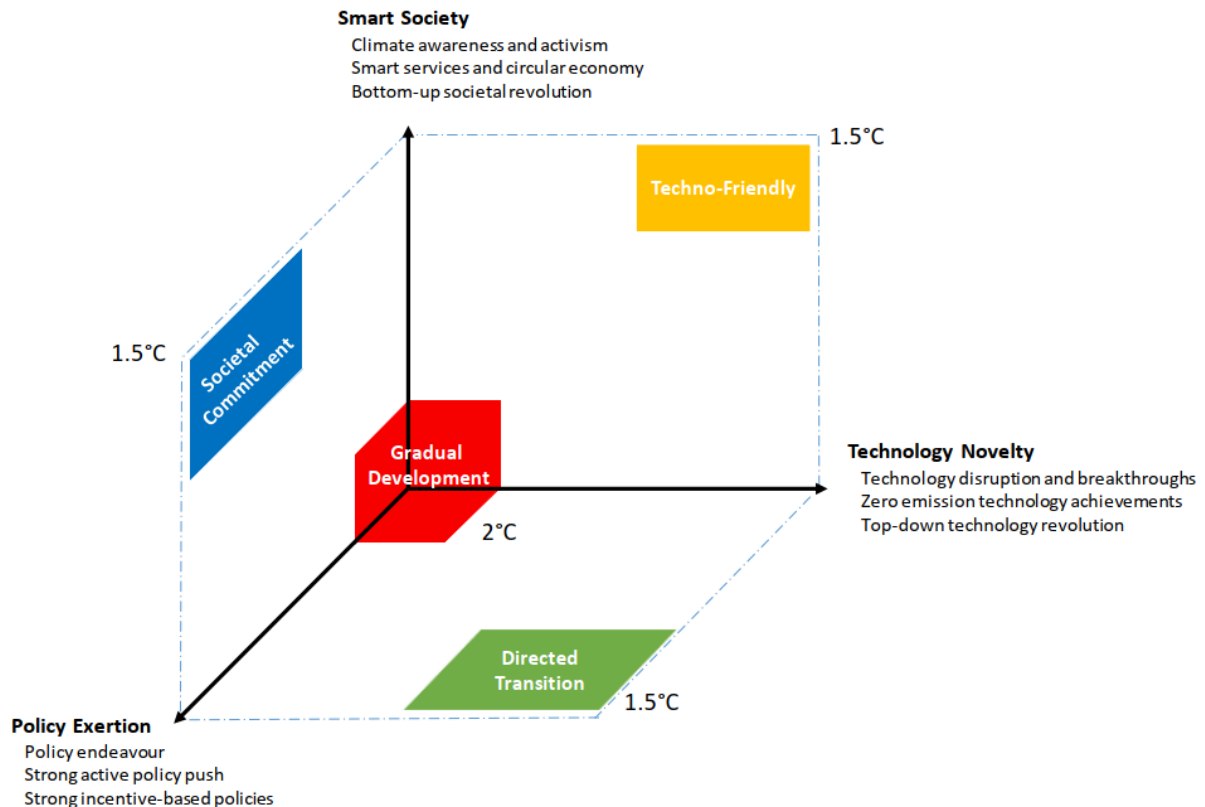 Smart Society
Climate awareness and activism
Smart services and circular economy
Bottom-up societal revolution
1.5°C
Techno-Friendly
1.5°C
Societal
Commitment
Gradual
Development
2°C
Technology Novelty
Technology disruption and breakthroughs
Zero emission technology achievements
Top-down technology revolution
Directed
Transition
1.5°C
Policy Exertion
Policy endeavour
Strong active policy push
Strong incentive-based policies